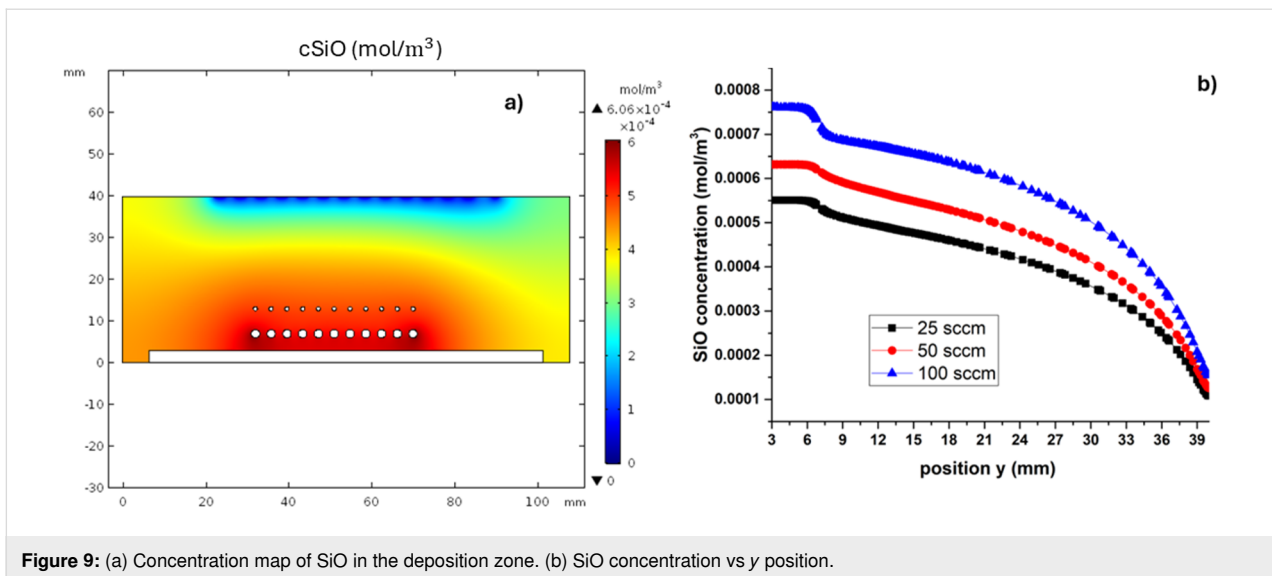 cSiO (mol/m³)
mm
60
50
40
30
20
10
0
-10
-20
-30
0
20
40
60
80
100
mm
a)
mol/m³
▲ 6.06×10⁻⁴
×10⁻⁴
6
5
4
3
2
1
0
▼ 0
b)
SiO concentration (mol/m³)
0.0008
0.0007
0.0006
0.0005
0.0004
0.0003
0.0002
0.0001
25 sccm
50 sccm
100 sccm
3 6 9 12 15 18 21 24 27 30 33 36 39
position y (mm)
Figure 9: (a) Concentration map of SiO in the deposition zone. (b) SiO concentration vs y position.